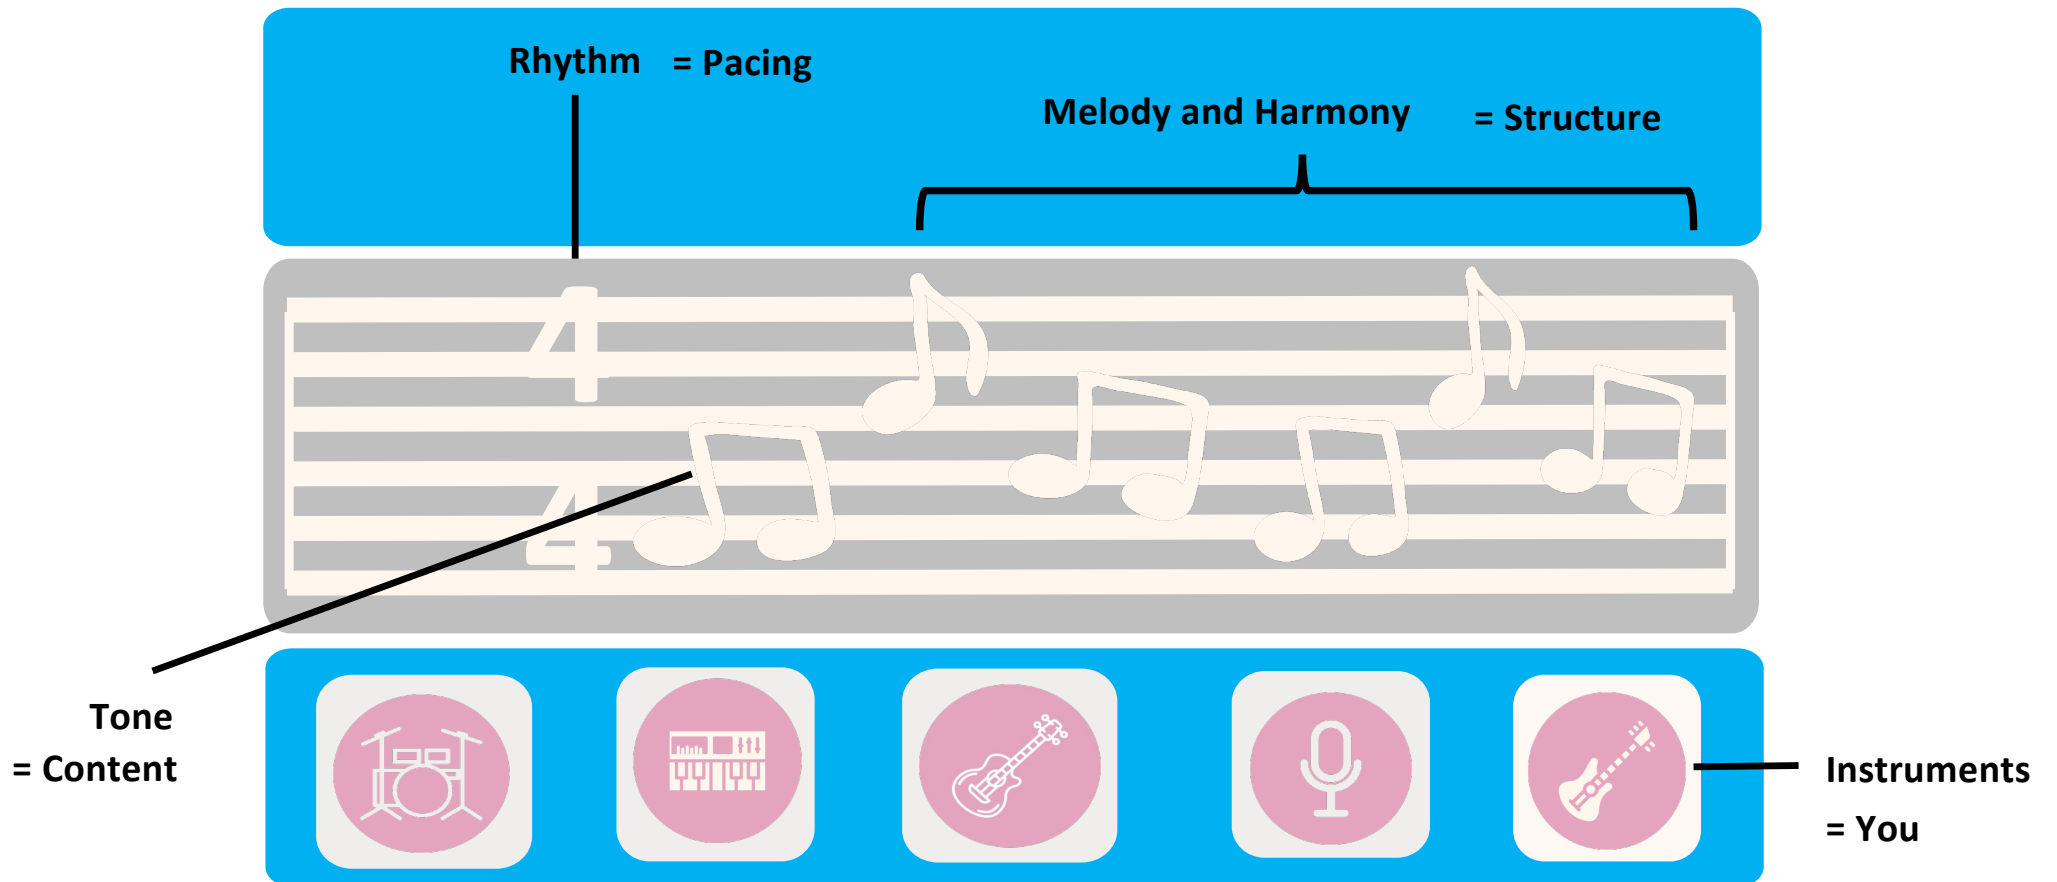 Rhythm = Pacing
Melody and Harmony = Structure
4
4
Tone
= Content
Instruments
= You